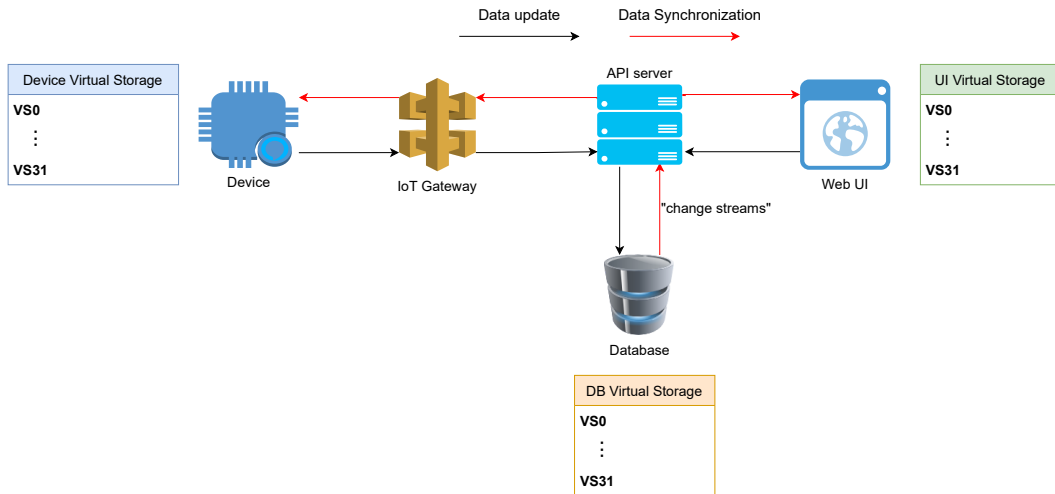 Data update
Data Synchronization
Device Virtual Storage
VS0
⋮
VS31
Device
IoT Gateway
API server
Web UI
UI Virtual Storage
VS0
⋮
VS31
"change streams"
Database
DB Virtual Storage
VS0
⋮
VS31